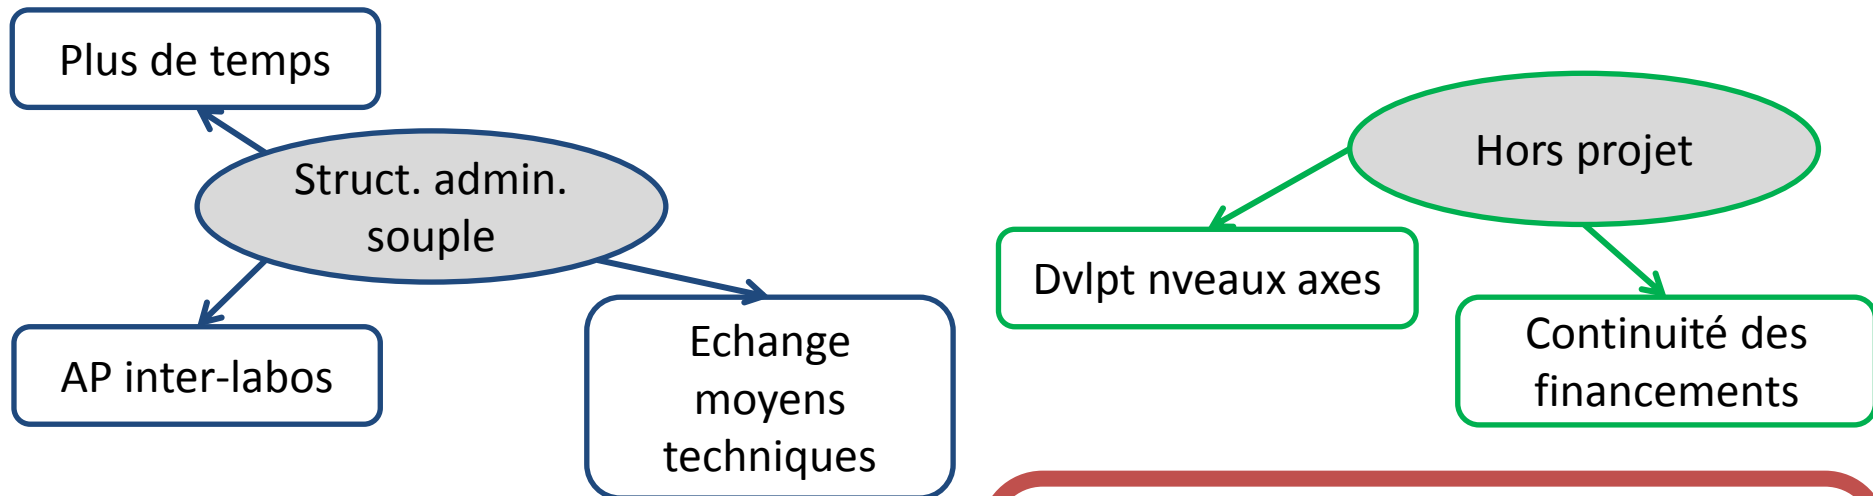 Plus de temps
Struct. admin.
souple
AP inter-labos
Echange
moyens
techniques
Hors projet
Dvlpt nveaux axes
Continuité des
financements